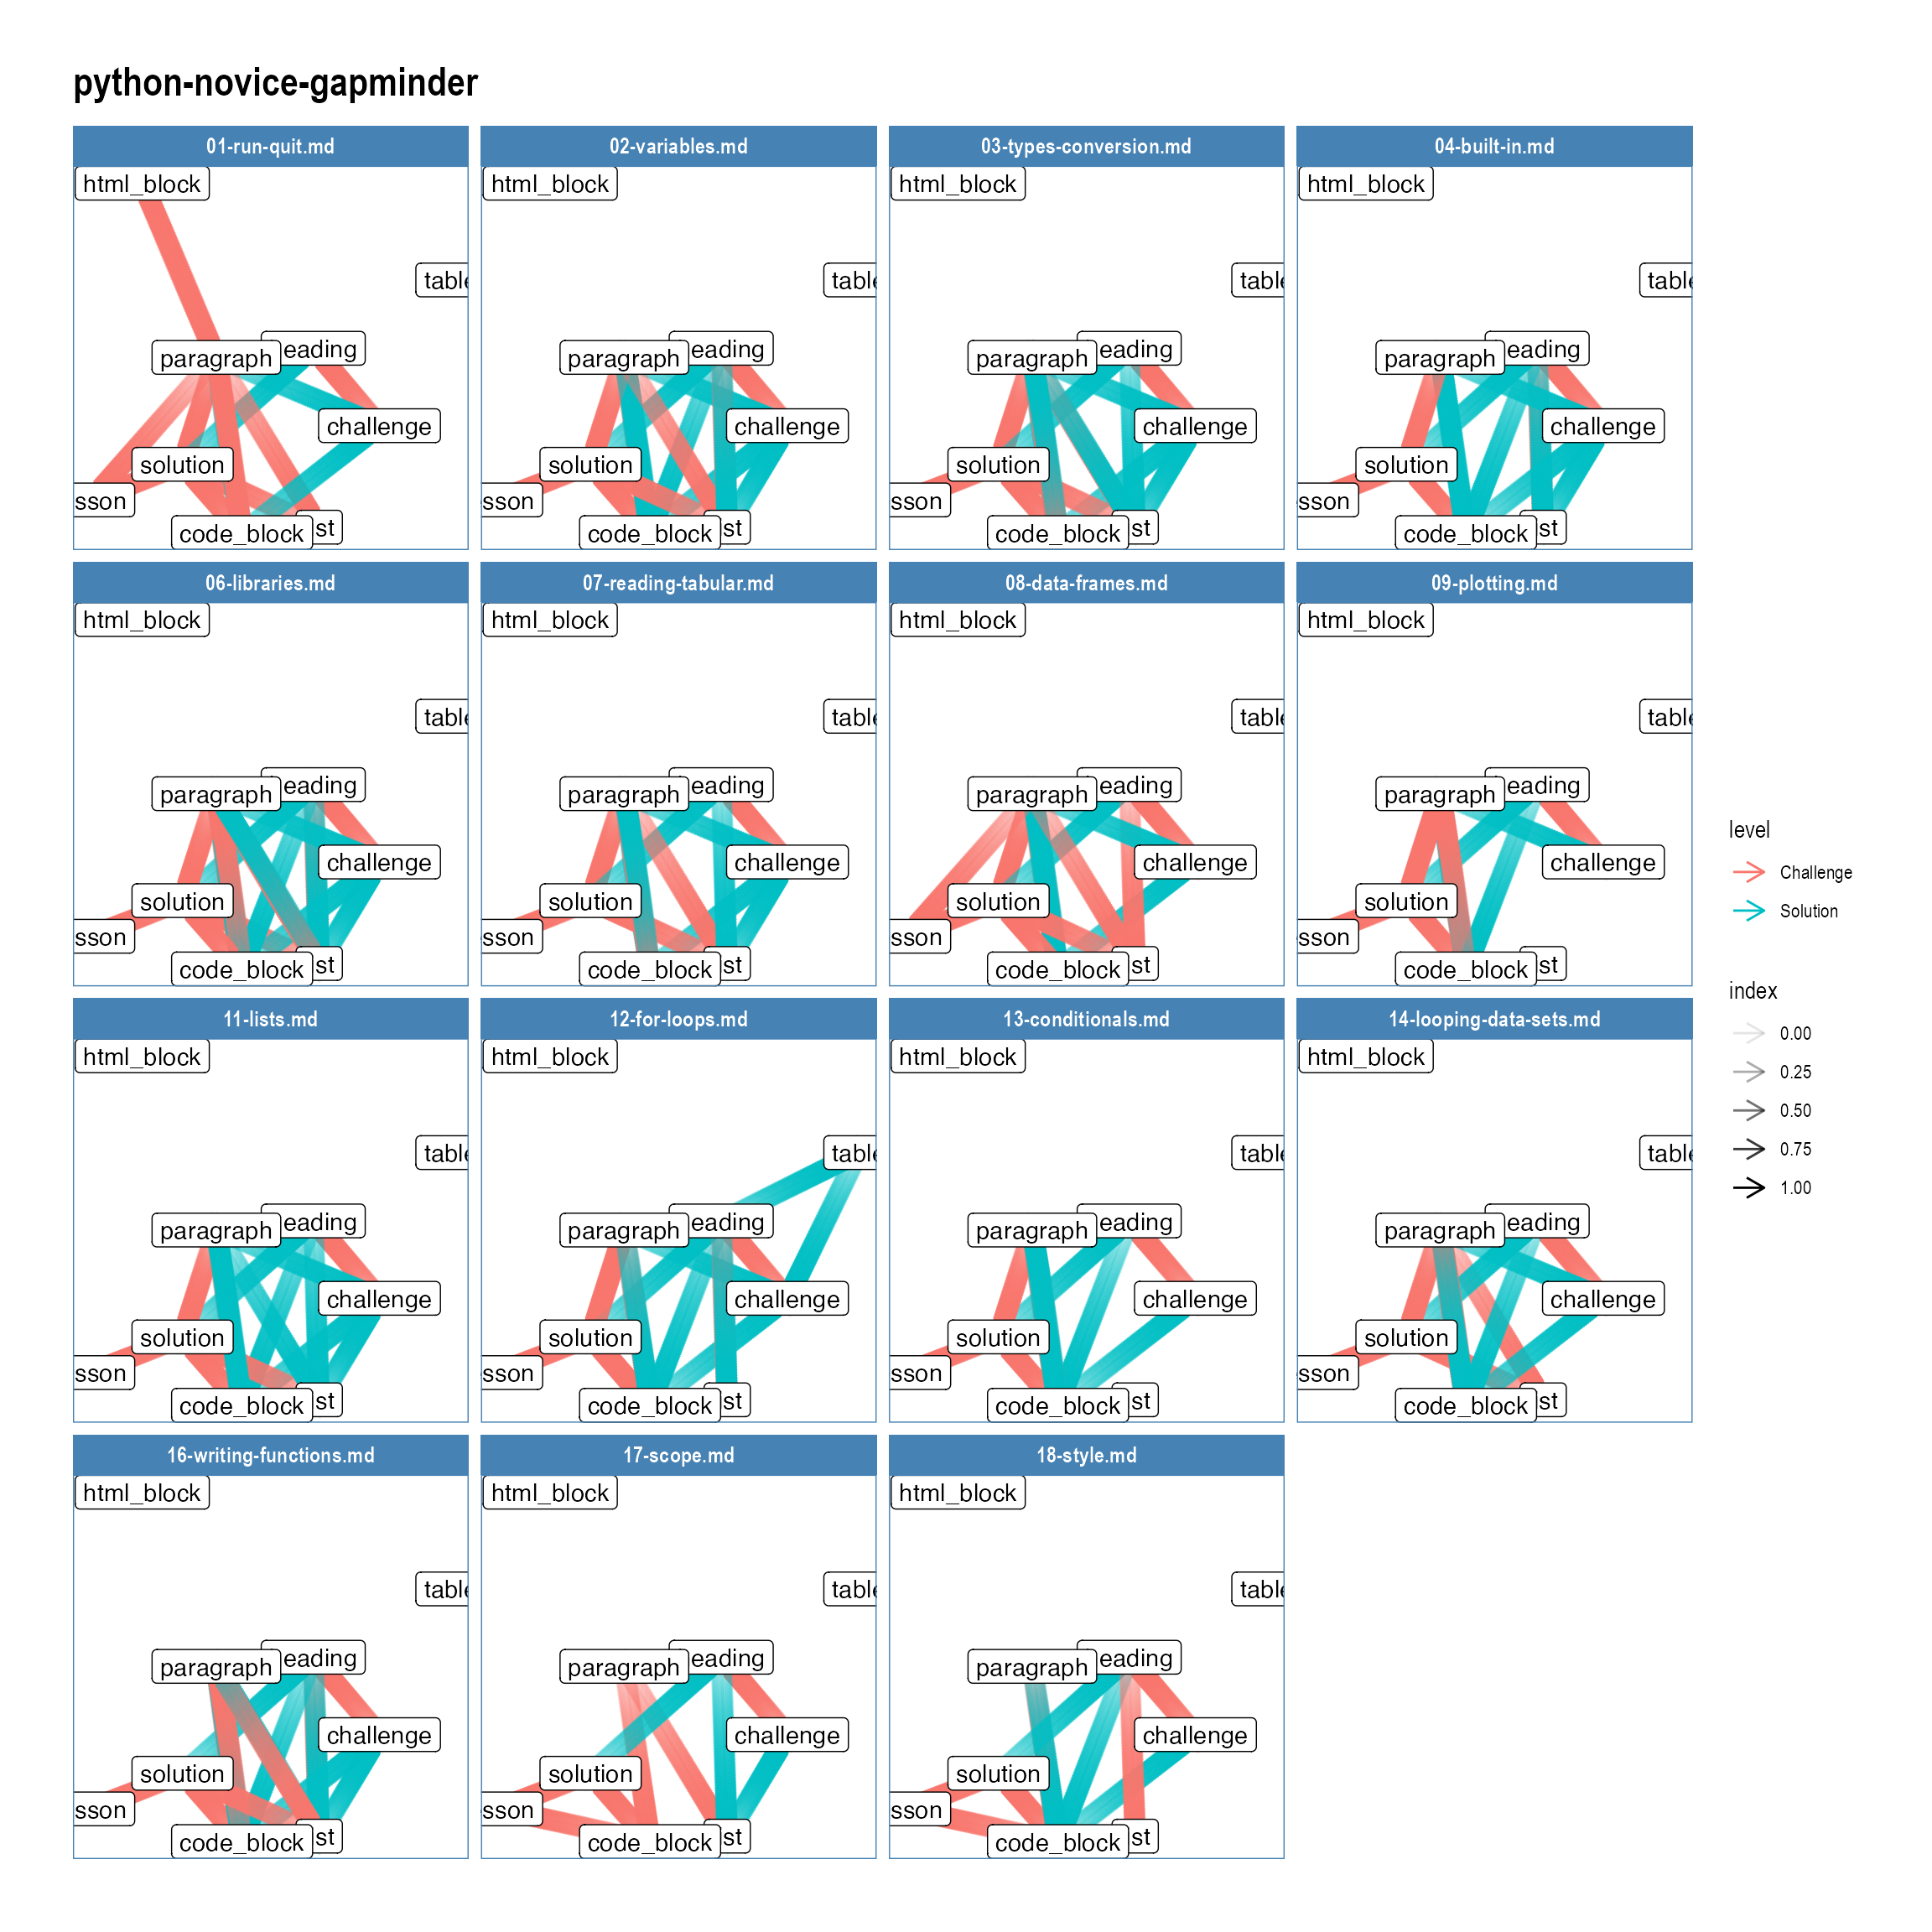 python-novice-gapminder
01-run-quit.md
html_block
table
eading
paragraph
challenge
solution
sson
st
code_block
02-variables.md
html_block
table
eading
paragraph
challenge
solution
sson
st
code_block
03-types-conversion.md
html_block
table
eading
paragraph
challenge
solution
sson
st
code_block
04-built-in.md
html_block
table
eading
paragraph
challenge
solution
sson
st
code_block
06-libraries.md
html_block
table
eading
paragraph
challenge
solution
sson
st
code_block
07-reading-tabular.md
html_block
table
eading
paragraph
challenge
solution
sson
st
code_block
08-data-frames.md
html_block
table
eading
paragraph
challenge
solution
sson
st
code_block
09-plotting.md
html_block
table
eading
paragraph
challenge
solution
sson
st
code_block
11-lists.md
html_block
table
eading
paragraph
challenge
solution
sson
st
code_block
12-for-loops.md
html_block
table
eading
paragraph
challenge
solution
sson
st
code_block
13-conditionals.md
html_block
table
eading
paragraph
challenge
solution
sson
st
code_block
14-looping-data-sets.md
html_block
table
eading
paragraph
challenge
solution
sson
st
code_block
16-writing-functions.md
html_block
table
eading
paragraph
challenge
solution
sson
st
code_block
17-scope.md
html_block
table
eading
paragraph
challenge
solution
sson
st
code_block
18-style.md
html_block
table
eading
paragraph
challenge
solution
sson
st
code_block
level
Challenge
Solution
index
0.00
0.25
0.50
0.75
1.00